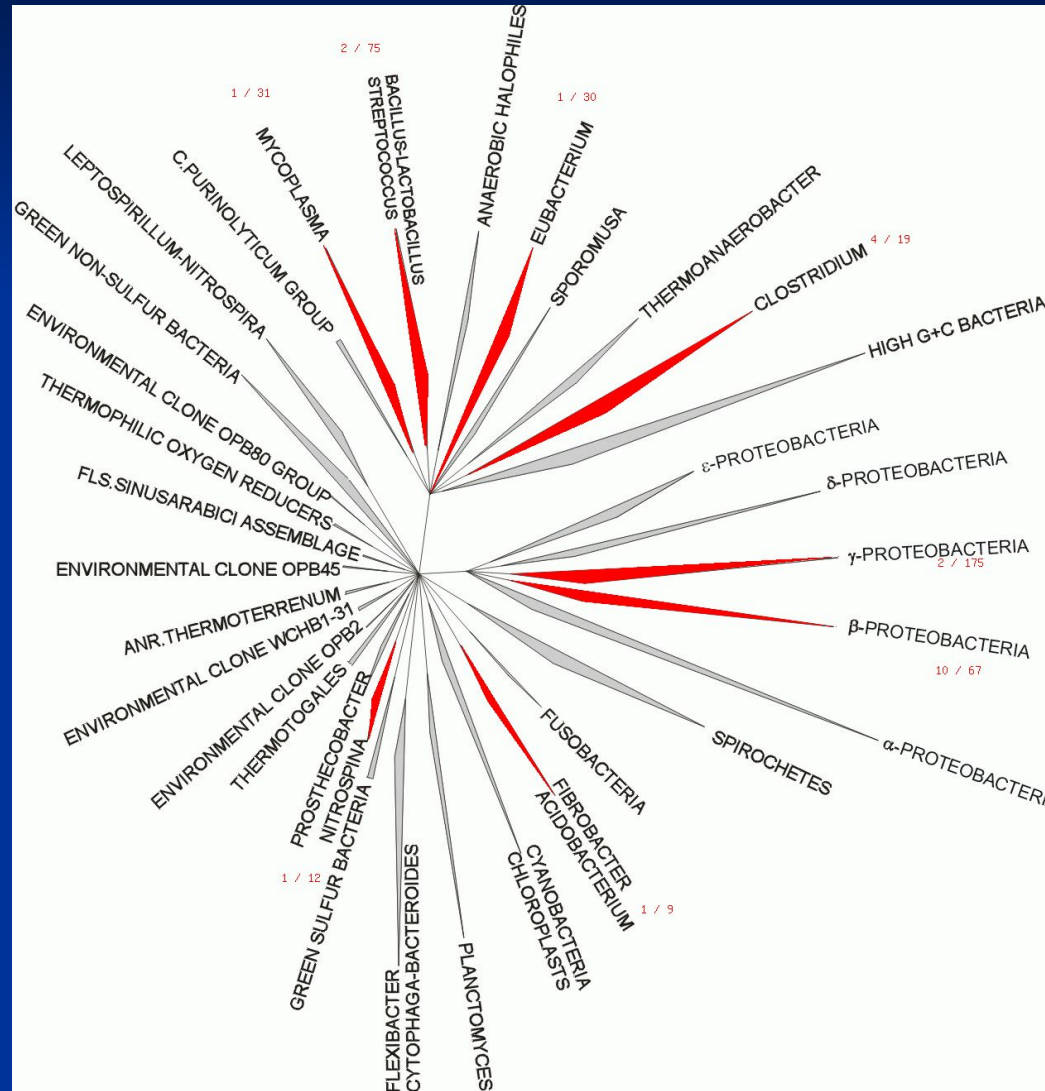 ANAEROBIC HALOPHILES
2 / 75
BACILLUS-LACTOBACILLUS
STREPTOCOCCUS
1 / 31
MYCOPLASMA
1 / 30
EUBACTERIUM
SPOROMUSA
THERMOANAEROBACTER
4 / 19
CLOSTRIDIUM
HIGH G+C BACTERIA
C.PURINOLYTICUM GROUP
LEPTOSPIRILLUM-NITROSPIRA
GREEN NON-SULFUR BACTERIA
ENVIRONMENTAL CLONE OPB80 GROUP
THERMOPHILIC OXYGEN REDUCERS
FLS.SINUSARABICI ASSEMBLAGE
ENVIRONMENTAL CLONE OPB45
ANR.THERMOTERRENUM
ENVIRONMENTAL CLONE WCHB1-31
ENVIRONMENTAL CLONE OPB2
THERMOTOGALES
PROSTHECOBACTER
NITROSPINA
1 / 12
GREEN SULFUR BACTERIA
FLEXIBACTER
CYTOPHAGA-BACTEROIDES
PLANCTOMYCES
CYANOBACTERIA
CHLOROPLASTS
FIBROBACTER
ACIDOBACTERIUM
1 / 9
FUSOBACTERIA
SPIROCHETES
α-PROTEOBACTERI
β-PROTEOBACTERIA
10 / 67
γ-PROTEOBACTERIA
2 / 175
δ-PROTEOBACTERIA
ε-PROTEOBACTERIA